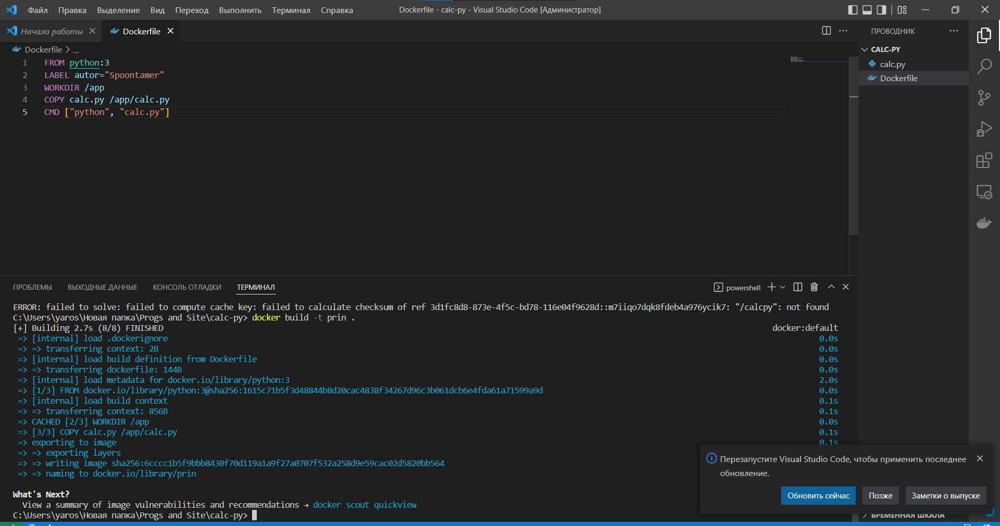 Файл Правка Выделение Вид Переход Выполнить Терминал Справка Dockerfile - calc-py - Visual Studio Code [Администратор]
Начало работы Dockerfile
Dockerfile > ...
1 FROM python:3
2 LABEL autor="Spoontamer"
3 WORKDIR /app
4 COPY calc.py /app/calc.py
5 CMD ["python", "calc.py"]
ПРОВОДНИК
CALC-PY
calc.py
Dockerfile
ПРОБЛЕМЫ ВЫХОДНЫЕ ДАННЫЕ КОНСОЛЬ ОТЛАДКИ ТЕРМИНАЛ powershell
ERROR: failed to solve: failed to compute cache key: failed to calculate checksum of ref 3d1fc8d8-873e-4f5c-bd78-116e04f9628d::m7iiqo7dqk8fdeb4a976ycik7: "/calcpy": not found
C:\Users\yaros\Новая папка\Progs and Site\calc-py> docker build -t prin .
[+] Building 2.7s (8/8) FINISHED docker:default
=> [internal] load .dockerignore 0.0s
=> => transferring context: 2B 0.0s
=> [internal] load build definition from Dockerfile 0.0s
=> => transferring dockerfile: 144B 0.0s
=> [internal] load metadata for docker.io/library/python:3 2.0s
=> [1/3] FROM docker.io/library/python:3@sha256:1615c71b5f3d48844b8d20cac4838f34267d96c3b061dcb6e4fda61a71599a9d 0.0s
=> [internal] load build context 0.1s
=> => transferring context: 856B 0.1s
=> CACHED [2/3] WORKDIR /app 0.0s
=> [3/3] COPY calc.py /app/calc.py 0.1s
=> exporting to image 0.1s
=> => exporting layers
=> => writing image sha256:6cccc1b5f9bbb8430f70d119a1a9f27a0707f532a258d9e59cac02d5820bb564
=> => naming to docker.io/library/prin
What's Next?
View a summary of image vulnerabilities and recommendations → docker scout quickview
C:\Users\yaros\Новая папка\Progs and Site\calc-py>
Перезапустите Visual Studio Code, чтобы применить последнее
обновление.
Обновить сейчас Позже Заметки о выпуске
ВРЕМЕННАЯ ШКАЛА